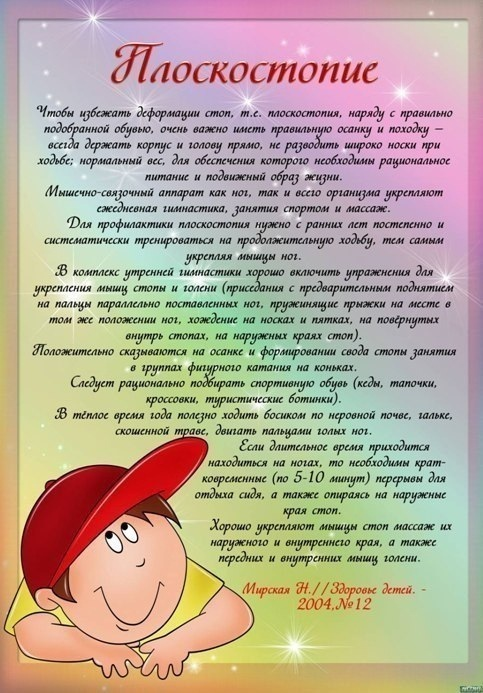 Плоскостопие
Чтобы избежать деформации стоп, т.е. плоскостопия, наряду с правильно
подобранной обувью, очень важно иметь правильную осанку и походку –
всегда держать корпус и голову прямо, не разводить широко носки при
ходьбе; нормальный вес, для обеспечения которого необходимы рациональное
питание и подвижный образ жизни.
Мышечно-связочный аппарат как ног, так и всего организма укрепляют
ежедневная гимнастика, занятия спортом и массаж.
Для профилактики плоскостопия нужно с ранних лет постепенно и
систематически тренироваться на продолжительную ходьбу, тем самым
укрепляя мышцы ног.
В комплекс утренней гимнастики хорошо включить упражнения для
укрепления мышц стопы и голени (приседания с предварительным поднятием
на пальцы параллельно поставленных ног, пружинящие прыжки на месте в
том же положении ног, хождение на носках и пятках, на повёрнутых
внутрь стопах, на наружных краях стоп).
Положительно сказываются на осанке и формировании свода стопы занятия
в группах фигурного катания на коньках.
Следует рационально подбирать спортивную обувь (кеды, тапочки,
кроссовки, туристические ботинки).
В тёплое время года полезно ходить босиком по неровной почве, гальке,
скошенной траве, двигать пальцами голых ног.
Если длительное время приходится
находиться на ногах, то необходимы крат-
ковременные (по 5-10 минут) перерывы для
отдыха сидя, а также опираясь на наружные
края стоп.
Хорошо укрепляют мышцы стоп массаж их
наружного и внутреннего края, а также
передних и внутренних мышц голени.
Мирская Н.//Здоровье детей. -
2004,№12